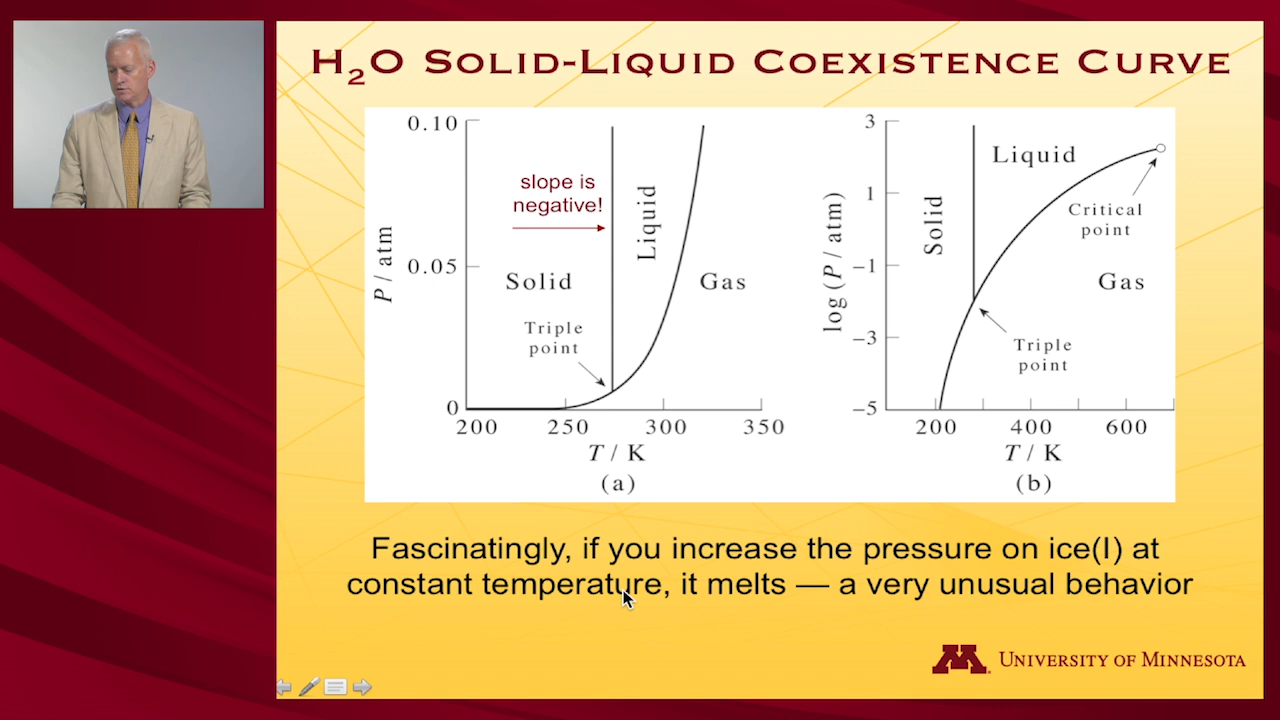 H₂O SOLID-LIQUID COEXISTENCE CURVE
0.10
0.05
0
P / atm
slope is
negative!
Solid
Liquid
Gas
Triple
point
200 250 300 350
T / K
(a)
3
1
−1
−3
−5
log (P / atm)
Solid
Liquid
Critical
point
Gas
Triple
point
200 400 600
T / K
(b)
Fascinatingly, if you increase the pressure on ice(I) at
constant temperature, it melts — a very unusual behavior
M
UNIVERSITY OF MINNESOTA